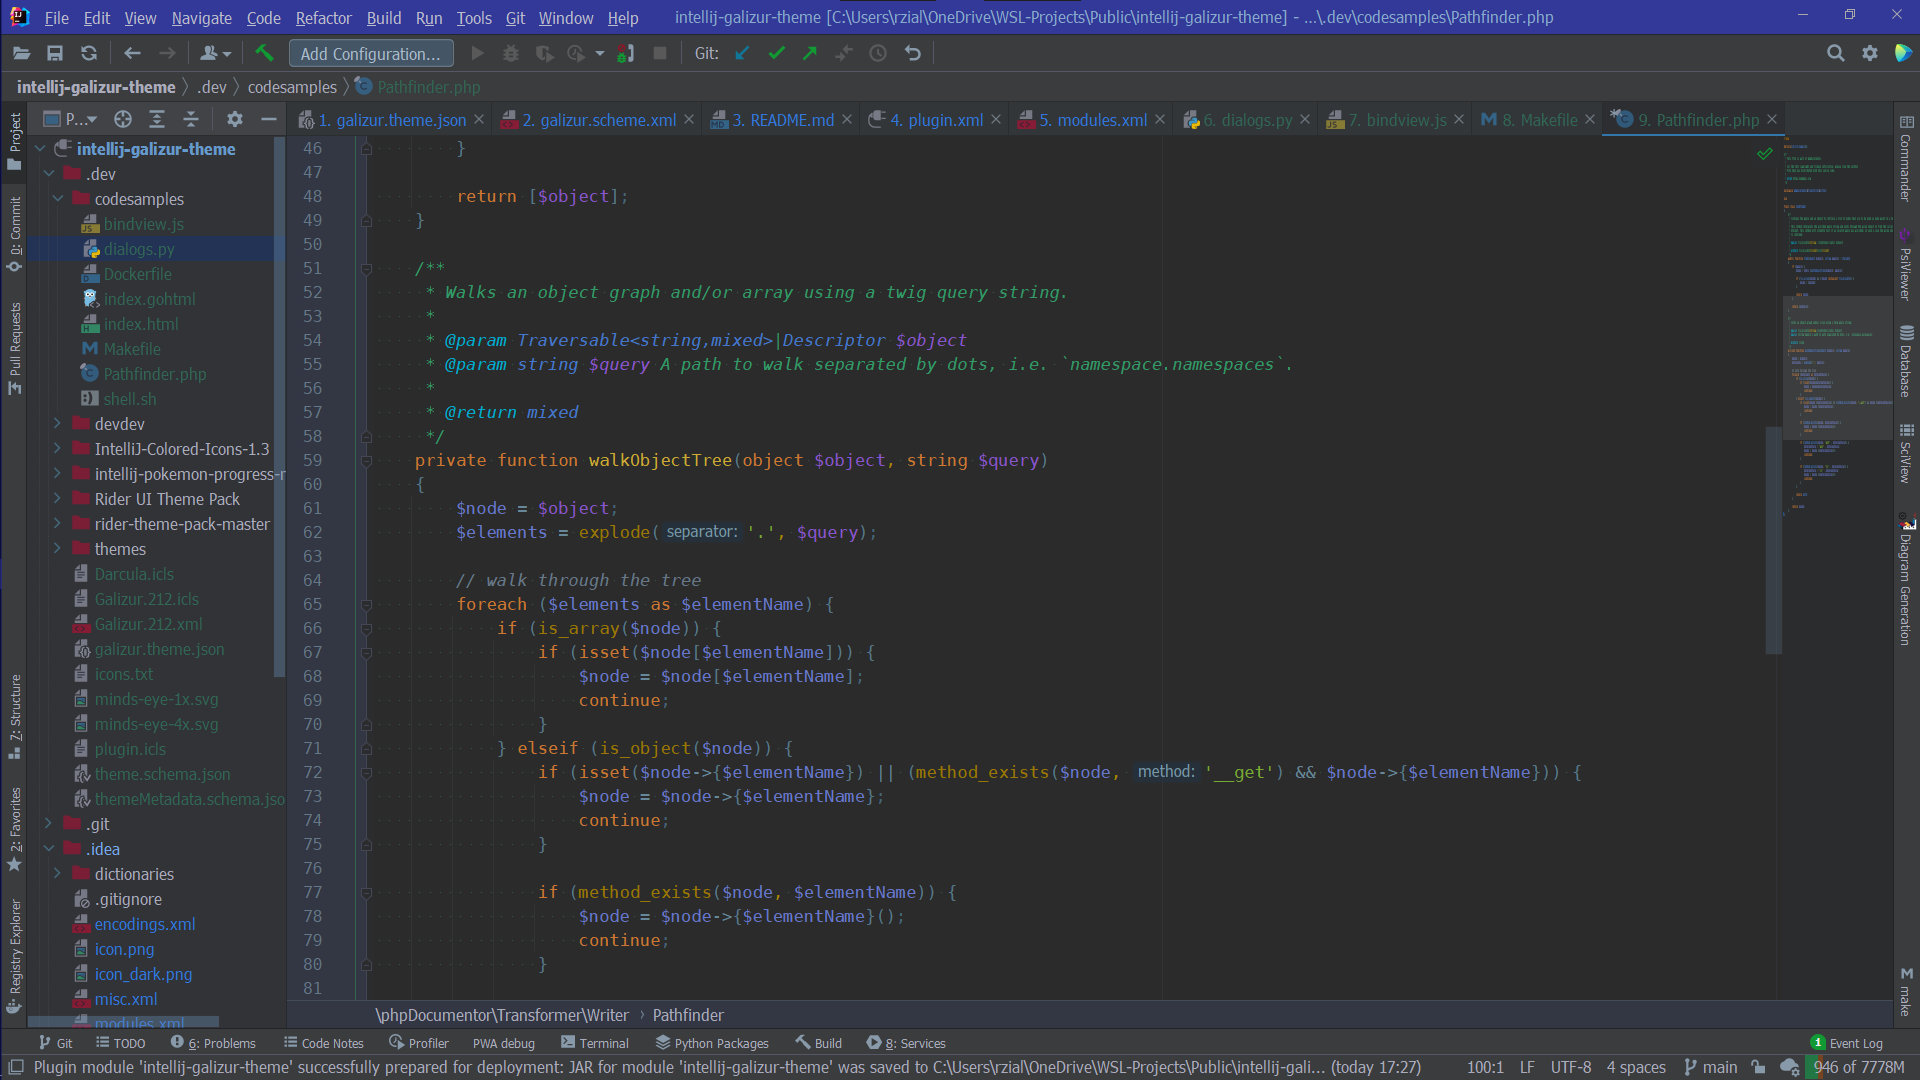 File Edit View Navigate Code Refactor Build Run Tools Git Window Help intellij-galizur-theme [C:\Users\rzial\OneDrive\WSL-Projects\Public\intellij-galizur-theme] - ...\.dev\codesamples\Pathfinder.php
Add Configuration... Git:
intellij-galizur-theme .dev codesamples Pathfinder.php
P... 1. galizur.theme.json 2. galizur.scheme.xml 3. README.md 4. plugin.xml 5. modules.xml 6. dialogs.py 7. bindview.js 8. Makefile 9. Pathfinder.php
Project
0: Commit
Pull Requests
7: Structure
2: Favorites
Registry Explorer
intellij-galizur-theme
.dev
codesamples
bindview.js
dialogs.py
Dockerfile
index.gohtml
index.html
Makefile
Pathfinder.php
shell.sh
devdev
IntelliJ-Colored-Icons-1.3
intellij-pokemon-progress-r
Rider UI Theme Pack
rider-theme-pack-master
themes
Darcula.icls
Galizur.212.icls
Galizur.212.xml
galizur.theme.json
icons.txt
minds-eye-1x.svg
minds-eye-4x.svg
plugin.icls
theme.schema.json
themeMetadata.schema.jso
.git
.idea
dictionaries
.gitignore
encodings.xml
icon.png
icon_dark.png
misc.xml
modules.xml
46 }
47
48 return [$object];
49 }
50
51 /**
52 * Walks an object graph and/or array using a twig query string.
53 *
54 * @param Traversable<string,mixed>|Descriptor $object
55 * @param string $query A path to walk separated by dots, i.e. `namespace.namespaces`.
56 *
57 * @return mixed
58 */
59 private function walkObjectTree(object $object, string $query)
60 {
61 $node = $object;
62 $elements = explode( separator: '.', $query);
63
64 // walk through the tree
65 foreach ($elements as $elementName) {
66 if (is_array($node)) {
67 if (isset($node[$elementName])) {
68 $node = $node[$elementName];
69 continue;
70 }
71 } elseif (is_object($node)) {
72 if (isset($node->{$elementName}) || (method_exists($node, method: '__get') && $node->{$elementName})) {
73 $node = $node->{$elementName};
74 continue;
75 }
76
77 if (method_exists($node, $elementName)) {
78 $node = $node->{$elementName}();
79 continue;
80 }
81
Commander
PsiViewer
Database
SciView
Diagram Generation
make
\phpDocumentor\Transformer\Writer Pathfinder
Git TODO 6: Problems Code Notes Profiler PWA debug Terminal Python Packages Build 8: Services 1 Event Log
Plugin module 'intellij-galizur-theme' successfully prepared for deployment: JAR for module 'intellij-galizur-theme' was saved to C:\Users\rzial\OneDrive\WSL-Projects\Public\intellij-gali... (today 17:27) 100:1 LF UTF-8 4 spaces main 946 of 7778M